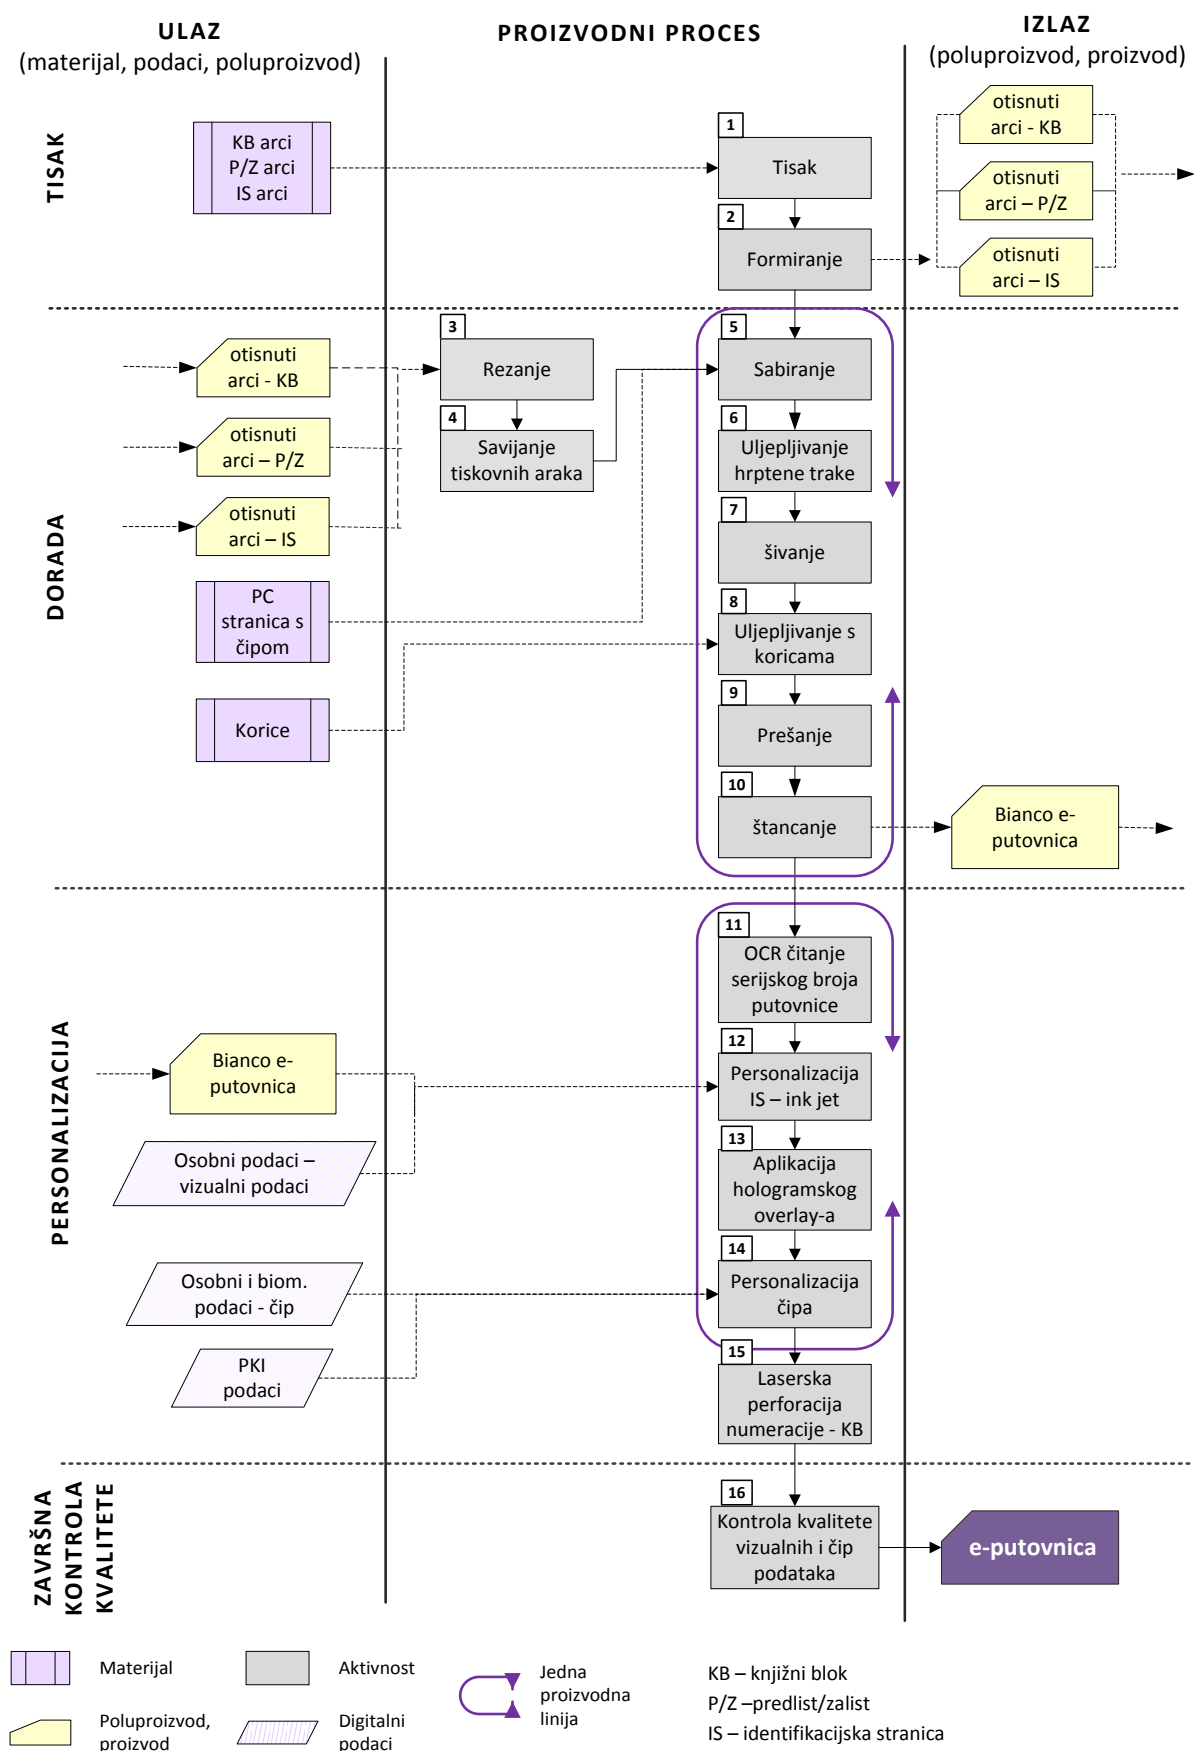 ULAZ
(materijal, podaci, poluproizvod)
PROIZVODNI PROCES
IZLAZ
(poluproizvod, proizvod)
TISAK
KB arci
P/Z arci
IS arci
1
Tisak
2
Formiranje
otisnuti
arci - KB
otisnuti
arci – P/Z
otisnuti
arci – IS
DORADA
otisnuti
arci - KB
otisnuti
arci – P/Z
otisnuti
arci – IS
PC
stranica s
čipom
Korice
3
Rezanje
4
Savijanje
tiskovnih araka
5
Sabiranje
6
Uljepljivanje
hrptene trake
7
šivanje
8
Uljepljivanje s
koricama
9
Prešanje
10
štancanje
Bianco e-
putovnica
PERSONALIZACIJA
Bianco e-
putovnica
Osobni podaci –
vizualni podaci
Osobni i biom.
podaci - čip
PKI
podaci
11
OCR čitanje
serijskog broja
putovnice
12
Personalizacija
IS – ink jet
13
Aplikacija
hologramskog
overlay-a
14
Personalizacija
čipa
15
Laserska
perforacija
numeracije - KB
ZAVRŠNA
KONTROLA
KVALITETE
16
Kontrola kvalitete
vizualnih i čip
podataka
e-putovnica
Materijal
Aktivnost
Jedna
proizvodna
linija
Poluproizvod,
proizvod
Digitalni
podaci
KB – knjižni blok
P/Z –predlist/zalist
IS – identifikacijska stranica